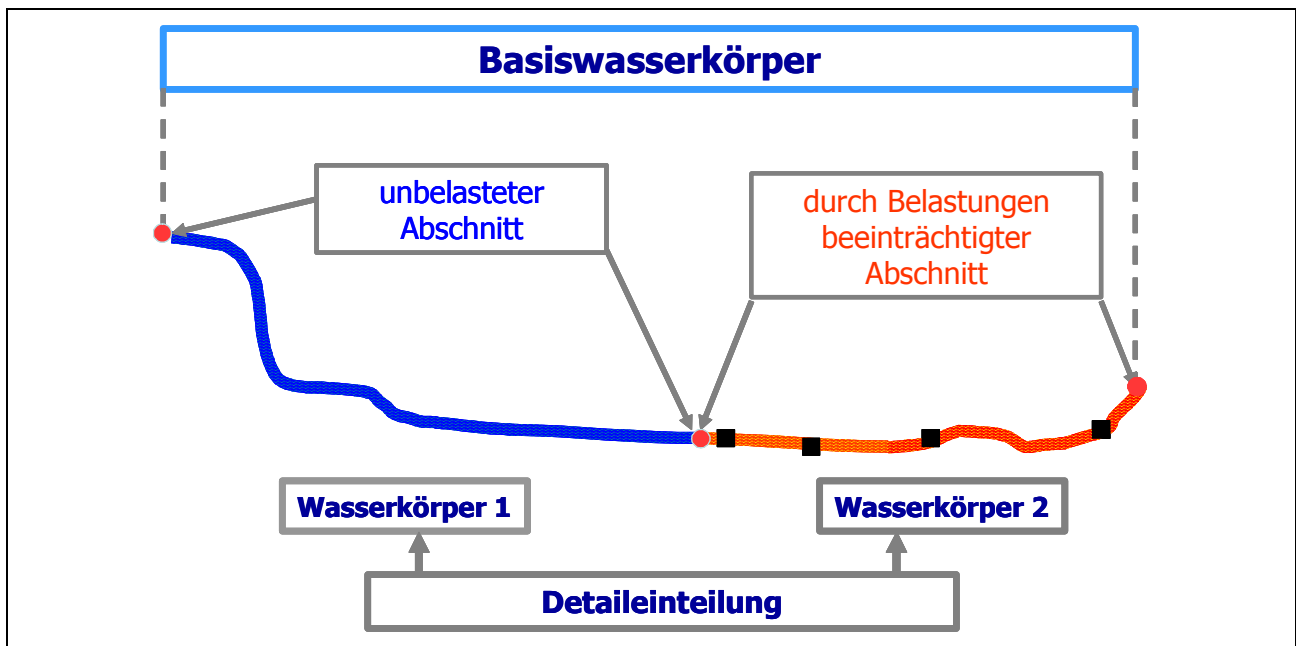 Basiswasserkörper
unbelasteter
Abschnitt
durch Belastungen
beeinträchtigter
Abschnitt
Wasserkörper 1
Wasserkörper 2
Detaileinteilung